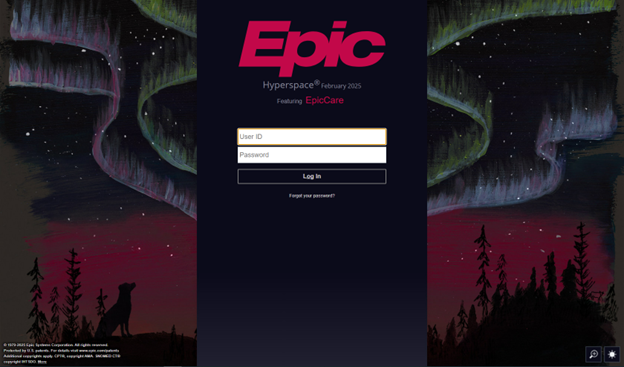 Epic
Hyperspace® February 2025
Featuring EpicCare
User ID
Password
Log In
Forgot your password?
© 1979-2025 Epic Systems Corporation. All rights reserved.
Protected by U.S. patents. For details visit www.epic.com/patents
Additional copyrights apply. CPT®, copyright AMA. SNOMED CT®
copyright IHTSDO. More